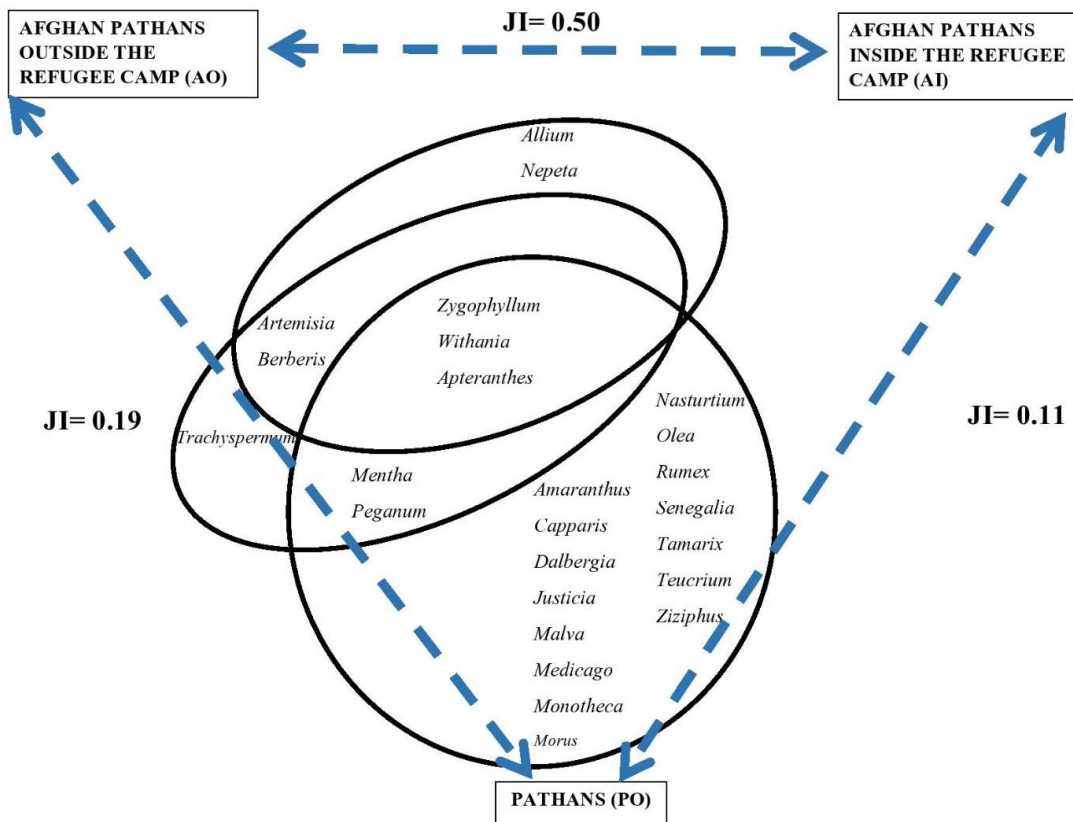 JI= 0.50
AFGHAN PATHANS
OUTSIDE THE
REFUGEE CAMP (AO)
AFGHAN PATHANS
INSIDE THE REFUGEE
CAMP (AI)
Allium
Nepeta
Artemisia
Berberis
Zygophyllum
Withania
Apteranthes
JI= 0.19
JI= 0.11
Trachyspermum
Mentha
Peganum
Amaranthus
Capparis
Dalbergia
Justicia
Malva
Medicago
Monotheca
Morus
Nasturtium
Olea
Rumex
Senegalia
Tamarix
Teucrium
Ziziphus
PATHANS (PO)